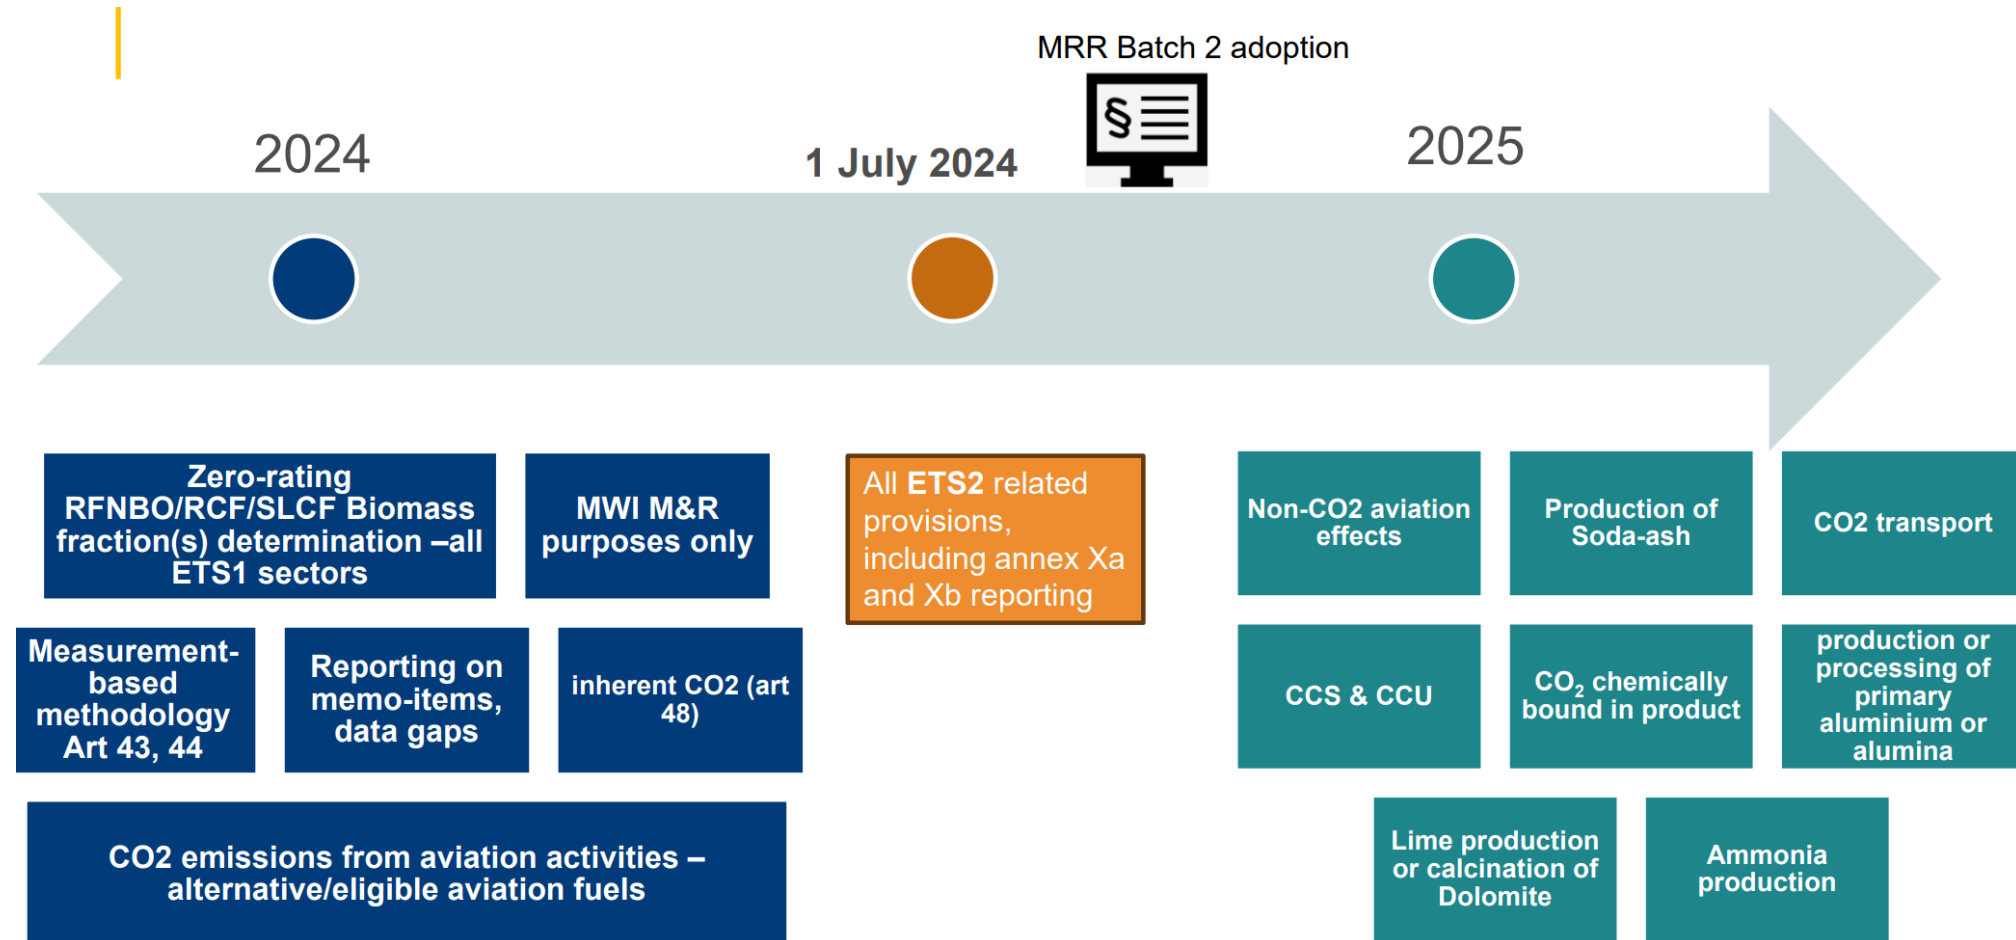 MRR Batch 2 adoption
§
2024
1 July 2024
2025
Zero-rating
RFNBO/RCF/SLCF Biomass
fraction(s) determination –all
ETS1 sectors
MWI M&R
purposes only
Measurement-
based
methodology
Art 43, 44
Reporting on
memo-items,
data gaps
inherent CO2 (art
48)
CO2 emissions from aviation activities –
alternative/eligible aviation fuels
All ETS2 related
provisions,
including annex Xa
and Xb reporting
Non-CO2 aviation
effects
Production of
Soda-ash
CO2 transport
CCS & CCU
CO₂ chemically
bound in product
production or
processing of
primary
aluminium or
alumina
Lime production
or calcination of
Dolomite
Ammonia
production